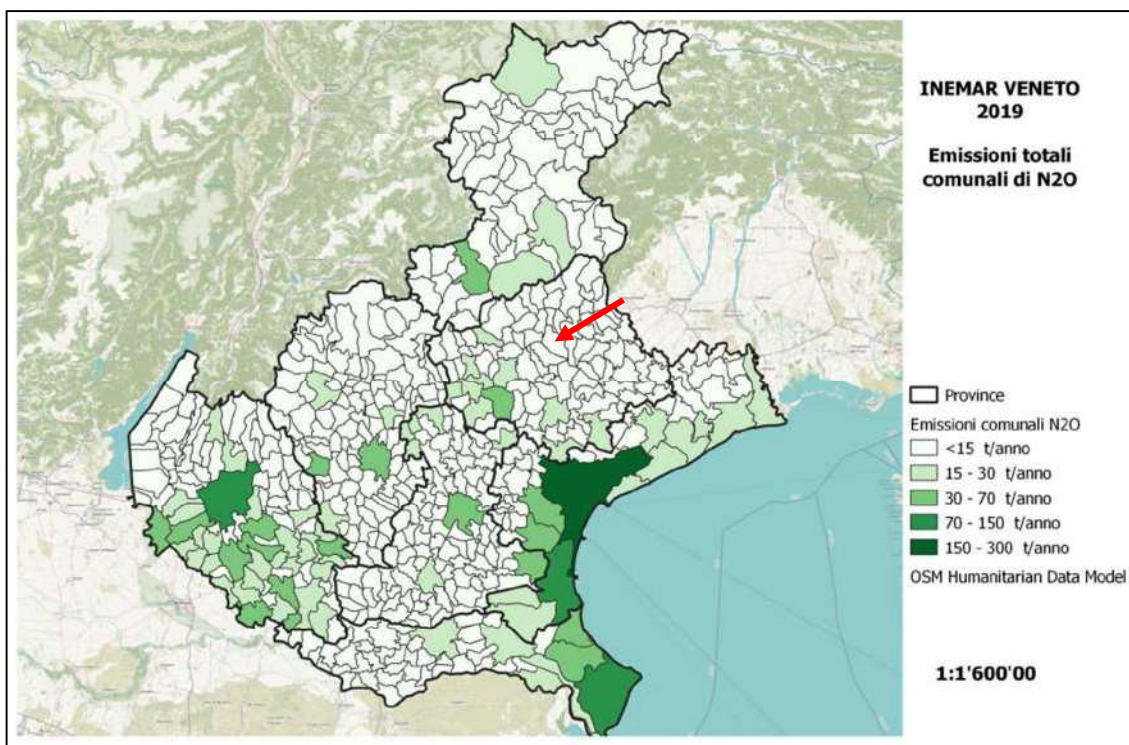 INEMAR VENETO
2019
Emissioni totali
comunali di N2O
Province
Emissioni comunali N2O
<15 t/anno
15 - 30 t/anno
30 - 70 t/anno
70 - 150 t/anno
150 - 300 t/anno
OSM Humanitarian Data Model
1:1'600'00